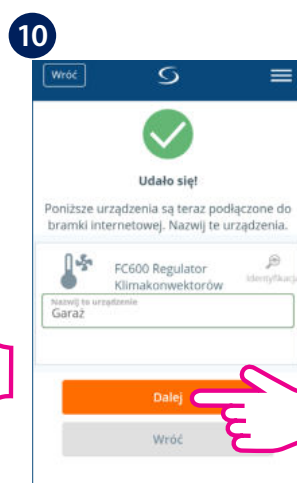 10
Wróć
Udało się!
Poniższe urządzenia są teraz podłączone do
bramki internetowej. Nazwij te urządzenia.
FC600 Regulator
Klimakonwektorów
Identyfikacja
Nazwij to urządzenie
Garaż
Dalej
Wróć